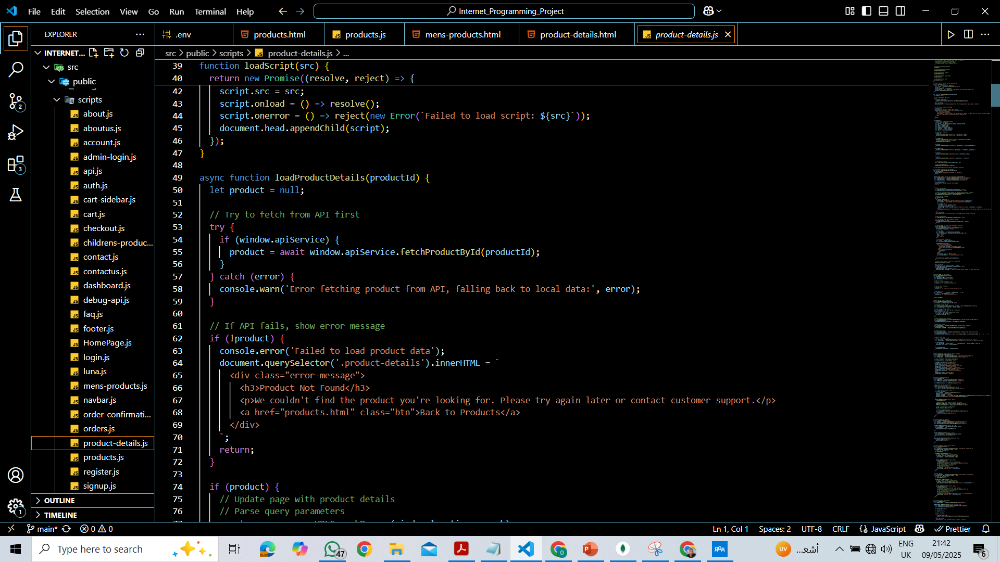 File Edit Selection View Go Run Terminal Help
Internet_Programming_Project
EXPLORER
.env
products.html
products.js
mens-products.html
product-details.html
product-details.js
INTERNET...
src > public > scripts > product-details.js > ...
src
public
scripts
about.js
aboutus.js
account.js
admin-login.js
api.js
auth.js
cart-sidebar.js
cart.js
checkout.js
childrens-produc...
contact.js
contactus.js
dashboard.js
debug-api.js
faq.js
footer.js
HomePage.js
login.js
luna.js
mens-products.js
navbar.js
order-confirmati...
orders.js
product-details.js
products.js
register.js
signup.js
OUTLINE
TIMELINE
39 function loadScript(src) {
40 return new Promise((resolve, reject) => {
42 script.src = src;
43 script.onload = () => resolve();
44 script.onerror = () => reject(new Error(`Failed to load script: ${src}`));
45 document.head.appendChild(script);
46 });
47 }
48
49 async function loadProductDetails(productId) {
50 let product = null;
51
52 // Try to fetch from API first
53 try {
54 if (window.apiService) {
55 product = await window.apiService.fetchProductById(productId);
56 }
57 } catch (error) {
58 console.warn('Error fetching product from API, falling back to local data:', error);
59 }
60
61 // If API fails, show error message
62 if (!product) {
63 console.error('Failed to load product data');
64 document.querySelector('.product-details').innerHTML = `
65 <div class="error-message">
66 <h3>Product Not Found</h3>
67 <p>We couldn't find the product you're looking for. Please try again later or contact customer support.</p>
68 <a href="products.html" class="btn">Back to Products</a>
69 </div>
70 `;
71 return;
72 }
73
74 if (product) {
75 // Update page with product details
76 // Parse query parameters
2
3
1
main*
0 0
Ln 1, Col 1 Spaces: 2 UTF-8 CRLF JavaScript Prettier
Type here to search
47
UV
أشعـ...
ENG
UK
21:42
09/05/2025
6